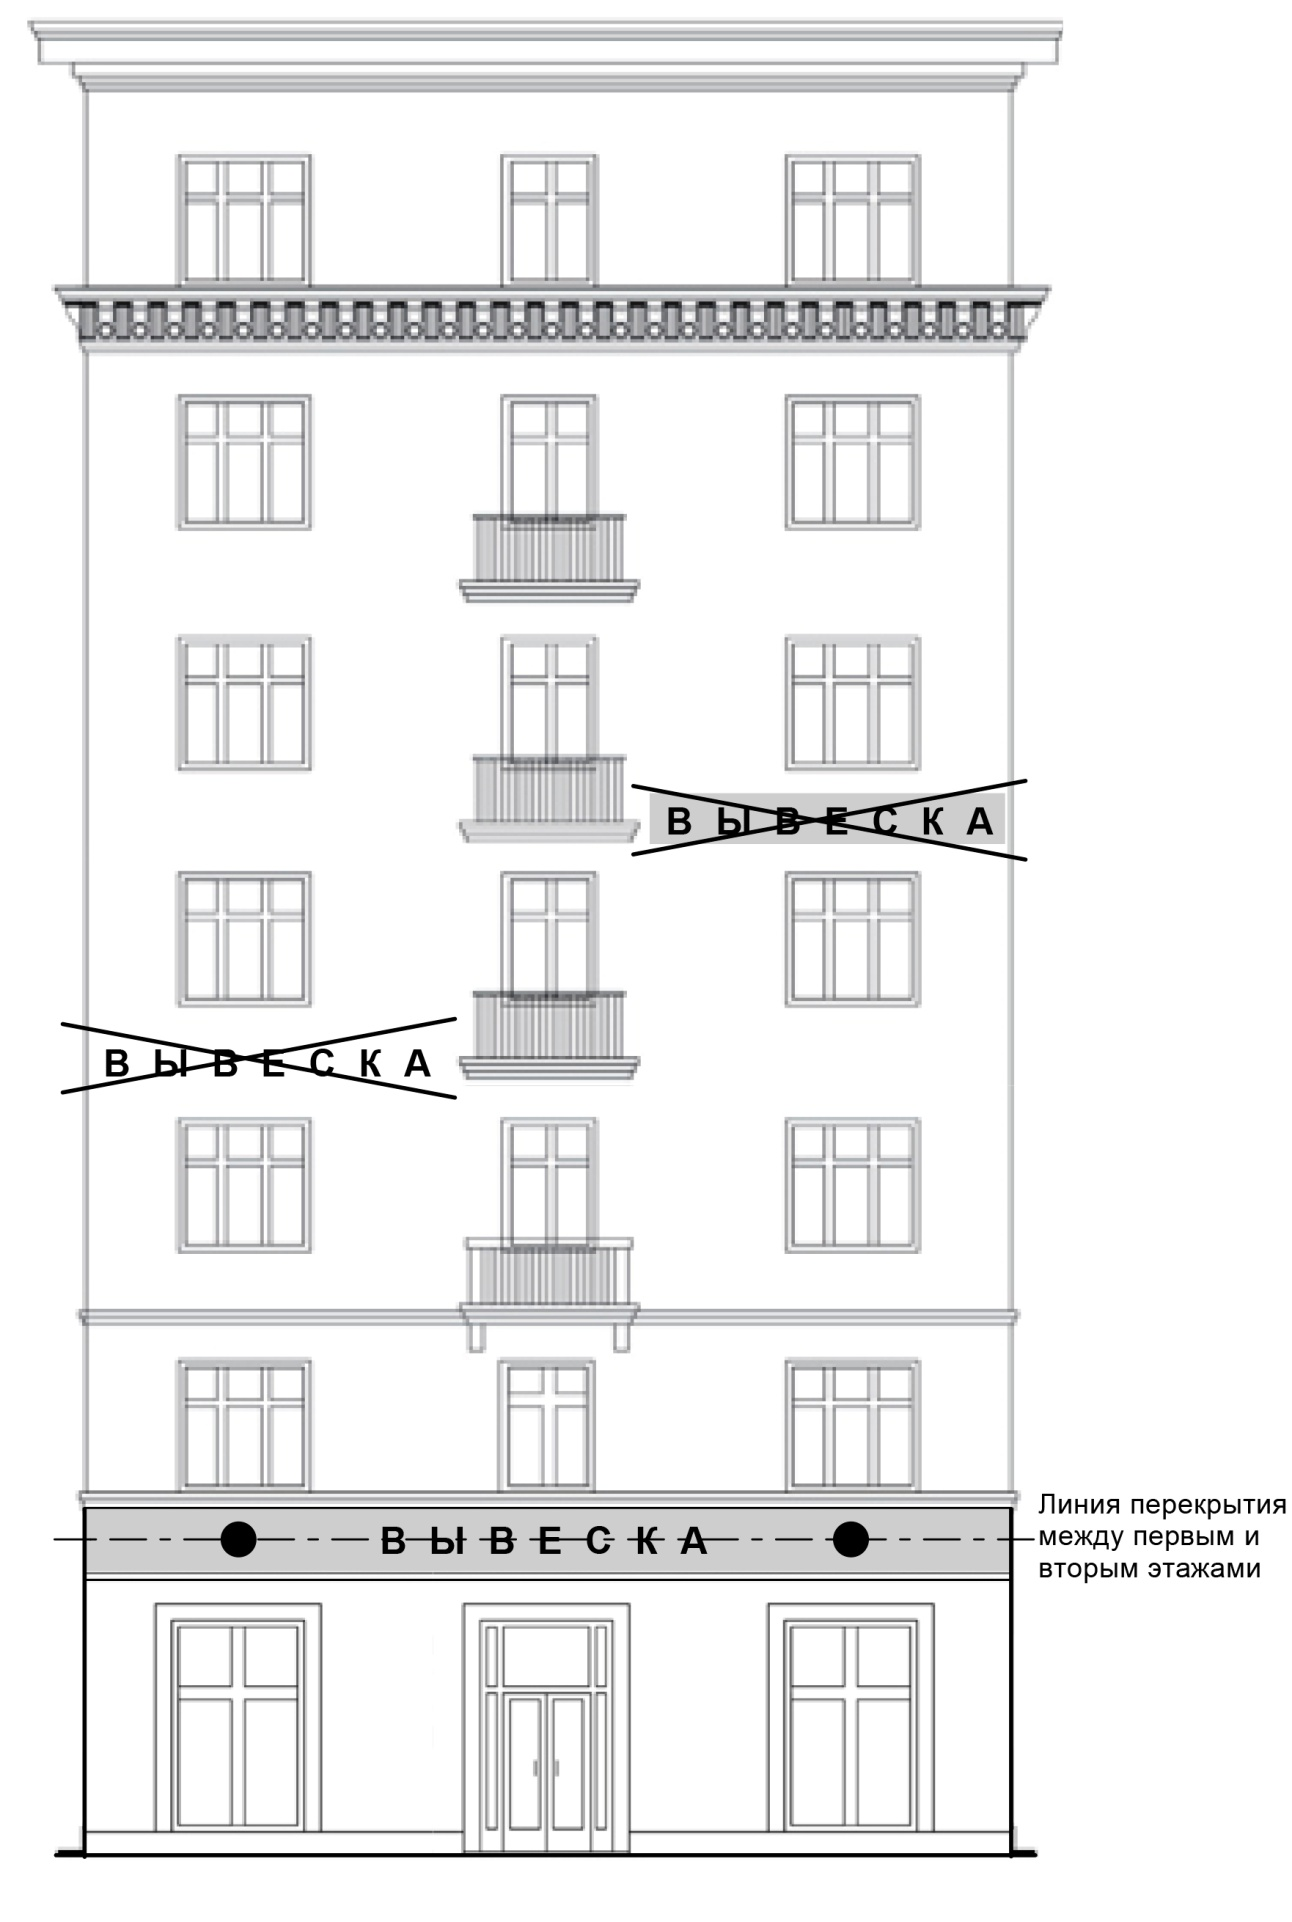 В Ы В Е С К А
В Ы В Е С К А
В Ы В Е С К А
Линия перекрытия
между первым и
вторым этажами